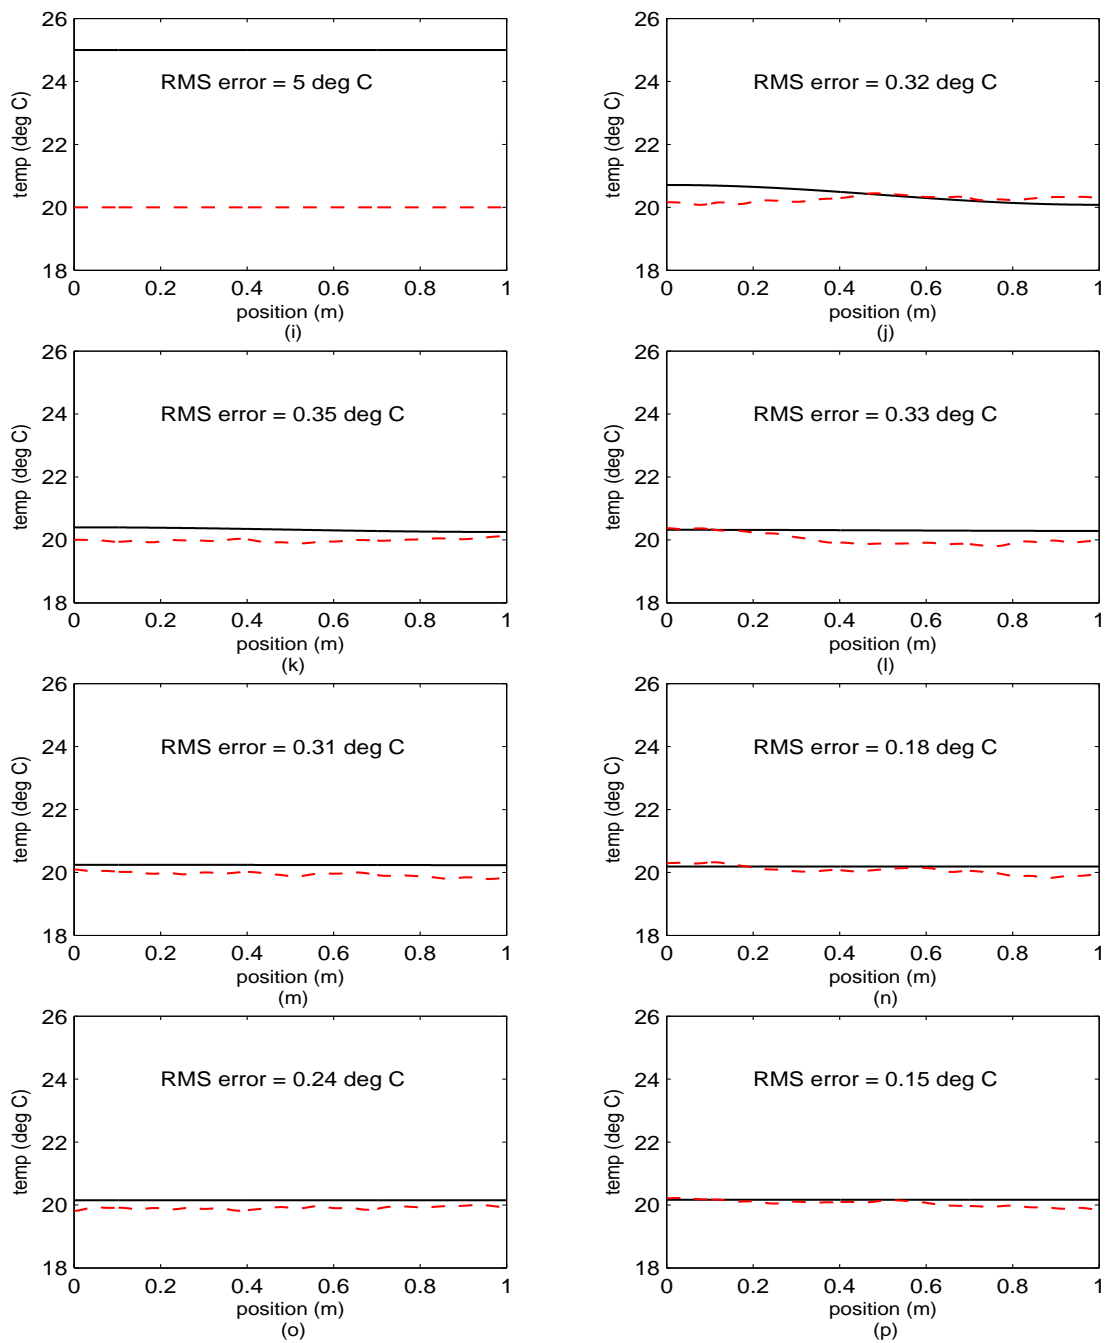 26
24
22
20
18
temp (deg C)
RMS error = 5 deg C
0 0.2 0.4 0.6 0.8 1
position (m)
(i)
26
24
22
20
18
temp (deg C)
RMS error = 0.32 deg C
0 0.2 0.4 0.6 0.8 1
position (m)
(j)
26
24
22
20
18
temp (deg C)
RMS error = 0.35 deg C
0 0.2 0.4 0.6 0.8 1
position (m)
(k)
26
24
22
20
18
temp (deg C)
RMS error = 0.33 deg C
0 0.2 0.4 0.6 0.8 1
position (m)
(l)
26
24
22
20
18
temp (deg C)
RMS error = 0.31 deg C
0 0.2 0.4 0.6 0.8 1
position (m)
(m)
26
24
22
20
18
temp (deg C)
RMS error = 0.18 deg C
0 0.2 0.4 0.6 0.8 1
position (m)
(n)
26
24
22
20
18
temp (deg C)
RMS error = 0.24 deg C
0 0.2 0.4 0.6 0.8 1
position (m)
(o)
26
24
22
20
18
temp (deg C)
RMS error = 0.15 deg C
0 0.2 0.4 0.6 0.8 1
position (m)
(p)